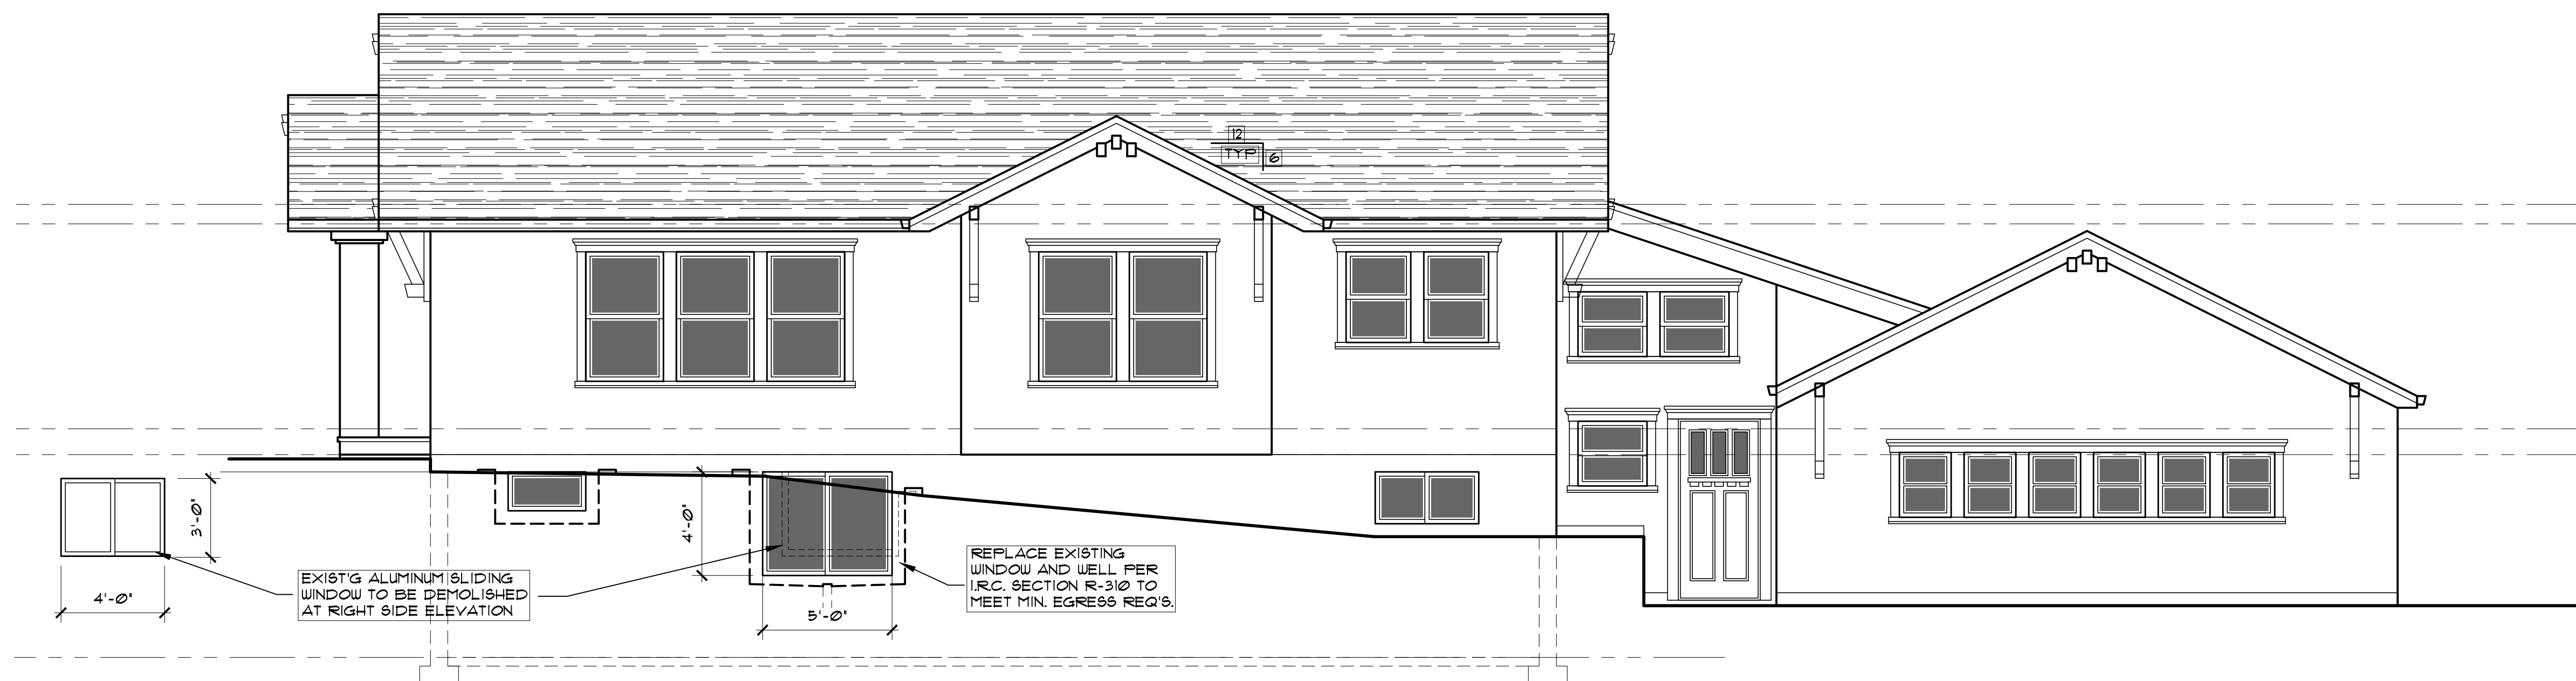 12
TYP
6
3'-0"
4'-0"
EXIST'G ALUMINUM SLIDING
WINDOW TO BE DEMOLISHED
AT RIGHT SIDE ELEVATION
4'-0"
5'-0"
REPLACE EXISTING
WINDOW AND WELL PER
I.R.C. SECTION R-310 TO
MEET MIN. EGRESS REQ'S.